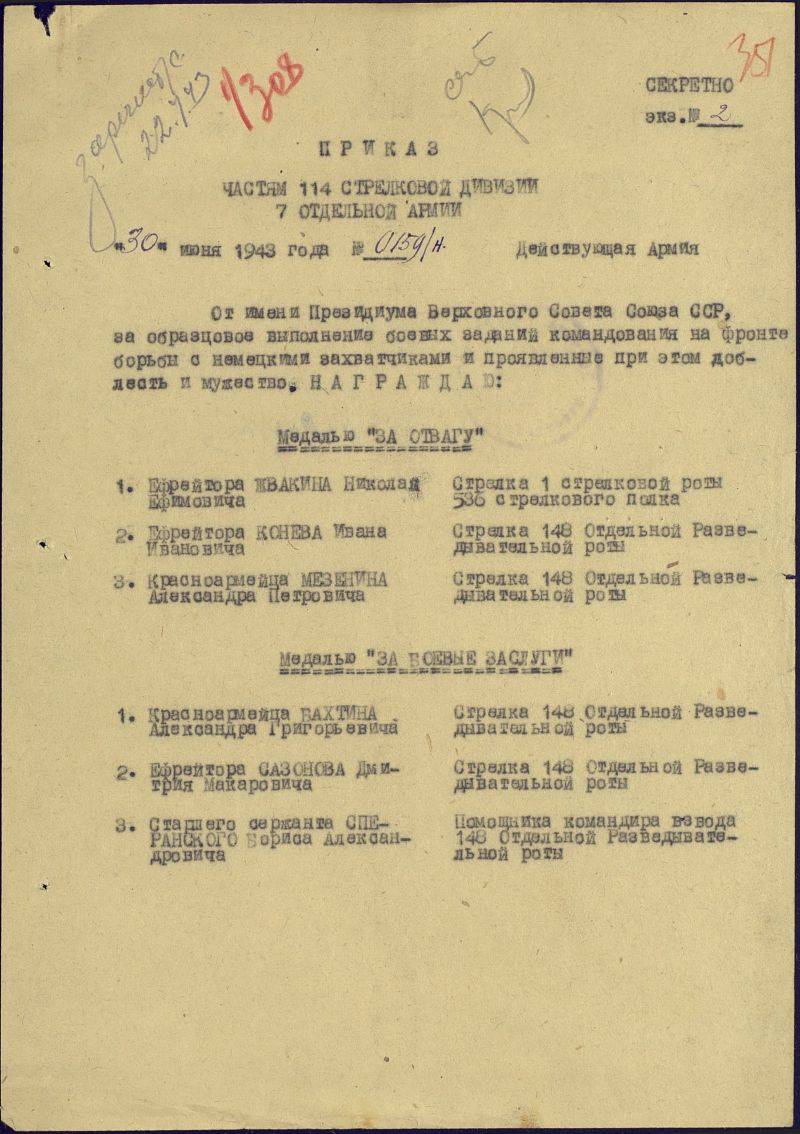 22.7.43
1/308
351
СЕКРЕТНО
экз.№ 2
П Р И К А З
ЧАСТЯМ 114 СТРЕЛКОВОЙ ДИВИЗИИ
7 ОТДЕЛЬНОЙ АРМИИ
"30" июня 1943 года № 0159/н. Действующая Армия
От имени Президиума Верховного Совета Союза ССР,
за образцовое выполнение боевых заданий командования на фронте
борьбы с немецкими захватчиками и проявленные при этом доб-
лесть и мужество, Н А Г Р А Ж Д А Ю:
Медалью "ЗА ОТВАГУ"
1. Ефрейтора ЖВАКИНА Николая Стрелка 1 стрелковой роты
Ефимовича 536 стрелкового полка
2. Ефрейтора КОНЕВА Ивана Стрелка 148 Отдельной Разве-
Ивановича дывательной роты
3. Красноармейца МЕЗЕНИНА Стрелка 148 Отдельной Разве-
Александра Петровича дывательной роты
Медалью "ЗА БОЕВЫЕ ЗАСЛУГИ"
1. Красноармейца БАХТИНА Стрелка 148 Отдельной Разве-
Александра Григорьевича дывательной роты
2. Ефрейтора САЗОНОВА Дми- Стрелка 148 Отдельной Разве-
трия Макаровича дывательной роты
3. Старшего сержанта СПЕ- Помощника командира взвода
РАНСКОГО Бориса Алексан- 148 Отдельной Разведывате-
дровича льной роты